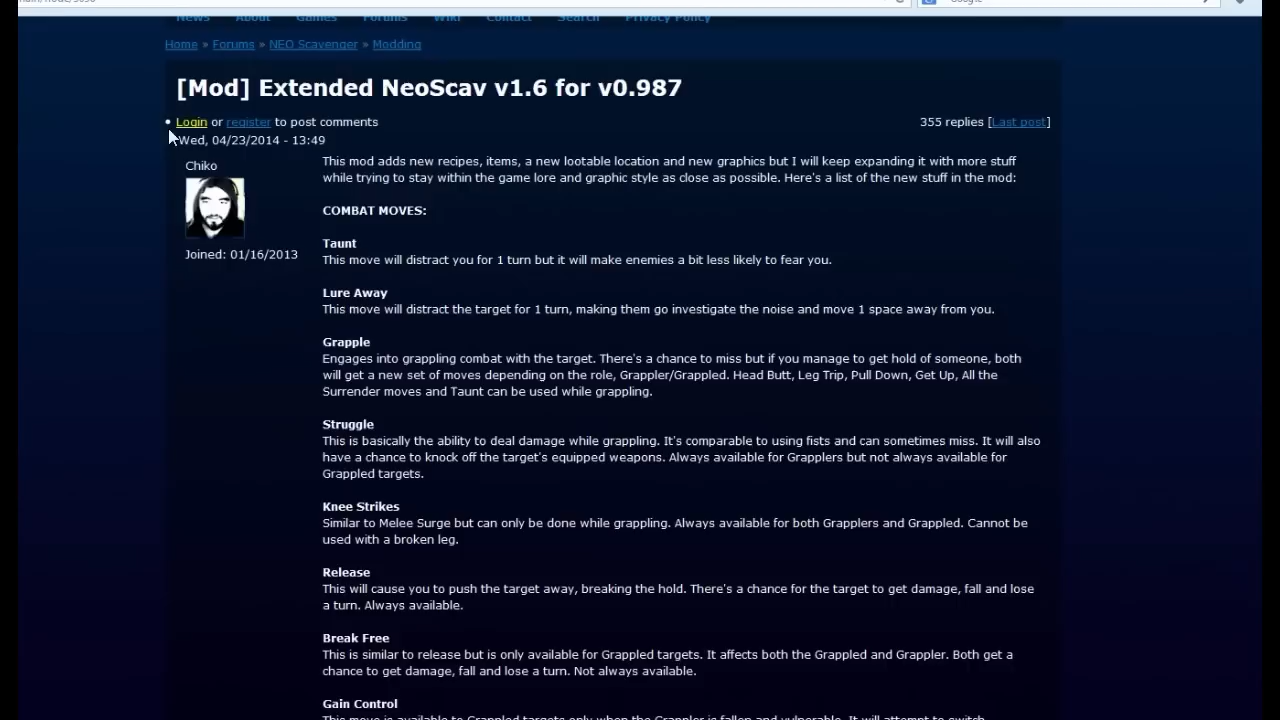 News About Games Forums Wiki Contact Search Privacy Policy
Home » Forums » NEO Scavenger » Modding
[Mod] Extended NeoScav v1.6 for v0.987
Login or register to post comments
355 replies [Last post]
Wed, 04/23/2014 - 13:49
Chiko
Joined: 01/16/2013
This mod adds new recipes, items, a new lootable location and new graphics but I will keep expanding it with more stuff
while trying to stay within the game lore and graphic style as close as possible. Here's a list of the new stuff in the mod:
COMBAT MOVES:
Taunt
This move will distract you for 1 turn but it will make enemies a bit less likely to fear you.
Lure Away
This move will distract the target for 1 turn, making them go investigate the noise and move 1 space away from you.
Grapple
Engages into grappling combat with the target. There's a chance to miss but if you manage to get hold of someone, both
will get a new set of moves depending on the role, Grappler/Grappled. Head Butt, Leg Trip, Pull Down, Get Up, All the
Surrender moves and Taunt can be used while grappling.
Struggle
This is basically the ability to deal damage while grappling. It's comparable to using fists and can sometimes miss. It will also
have a chance to knock off the target's equipped weapons. Always available for Grapplers but not always available for
Grappled targets.
Knee Strikes
Similar to Melee Surge but can only be done while grappling. Always available for both Grapplers and Grappled. Cannot be
used with a broken leg.
Release
This will cause you to push the target away, breaking the hold. There's a chance for the target to get damage, fall and lose
a turn. Always available.
Break Free
This is similar to release but is only available for Grappled targets. It affects both the Grappled and Grappler. Both get a
chance to get damage, fall and lose a turn. Not always available.
Gain Control
This move is available to Grappled targets only when the Grappler is fallen and vulnerable. It will attempt to switch